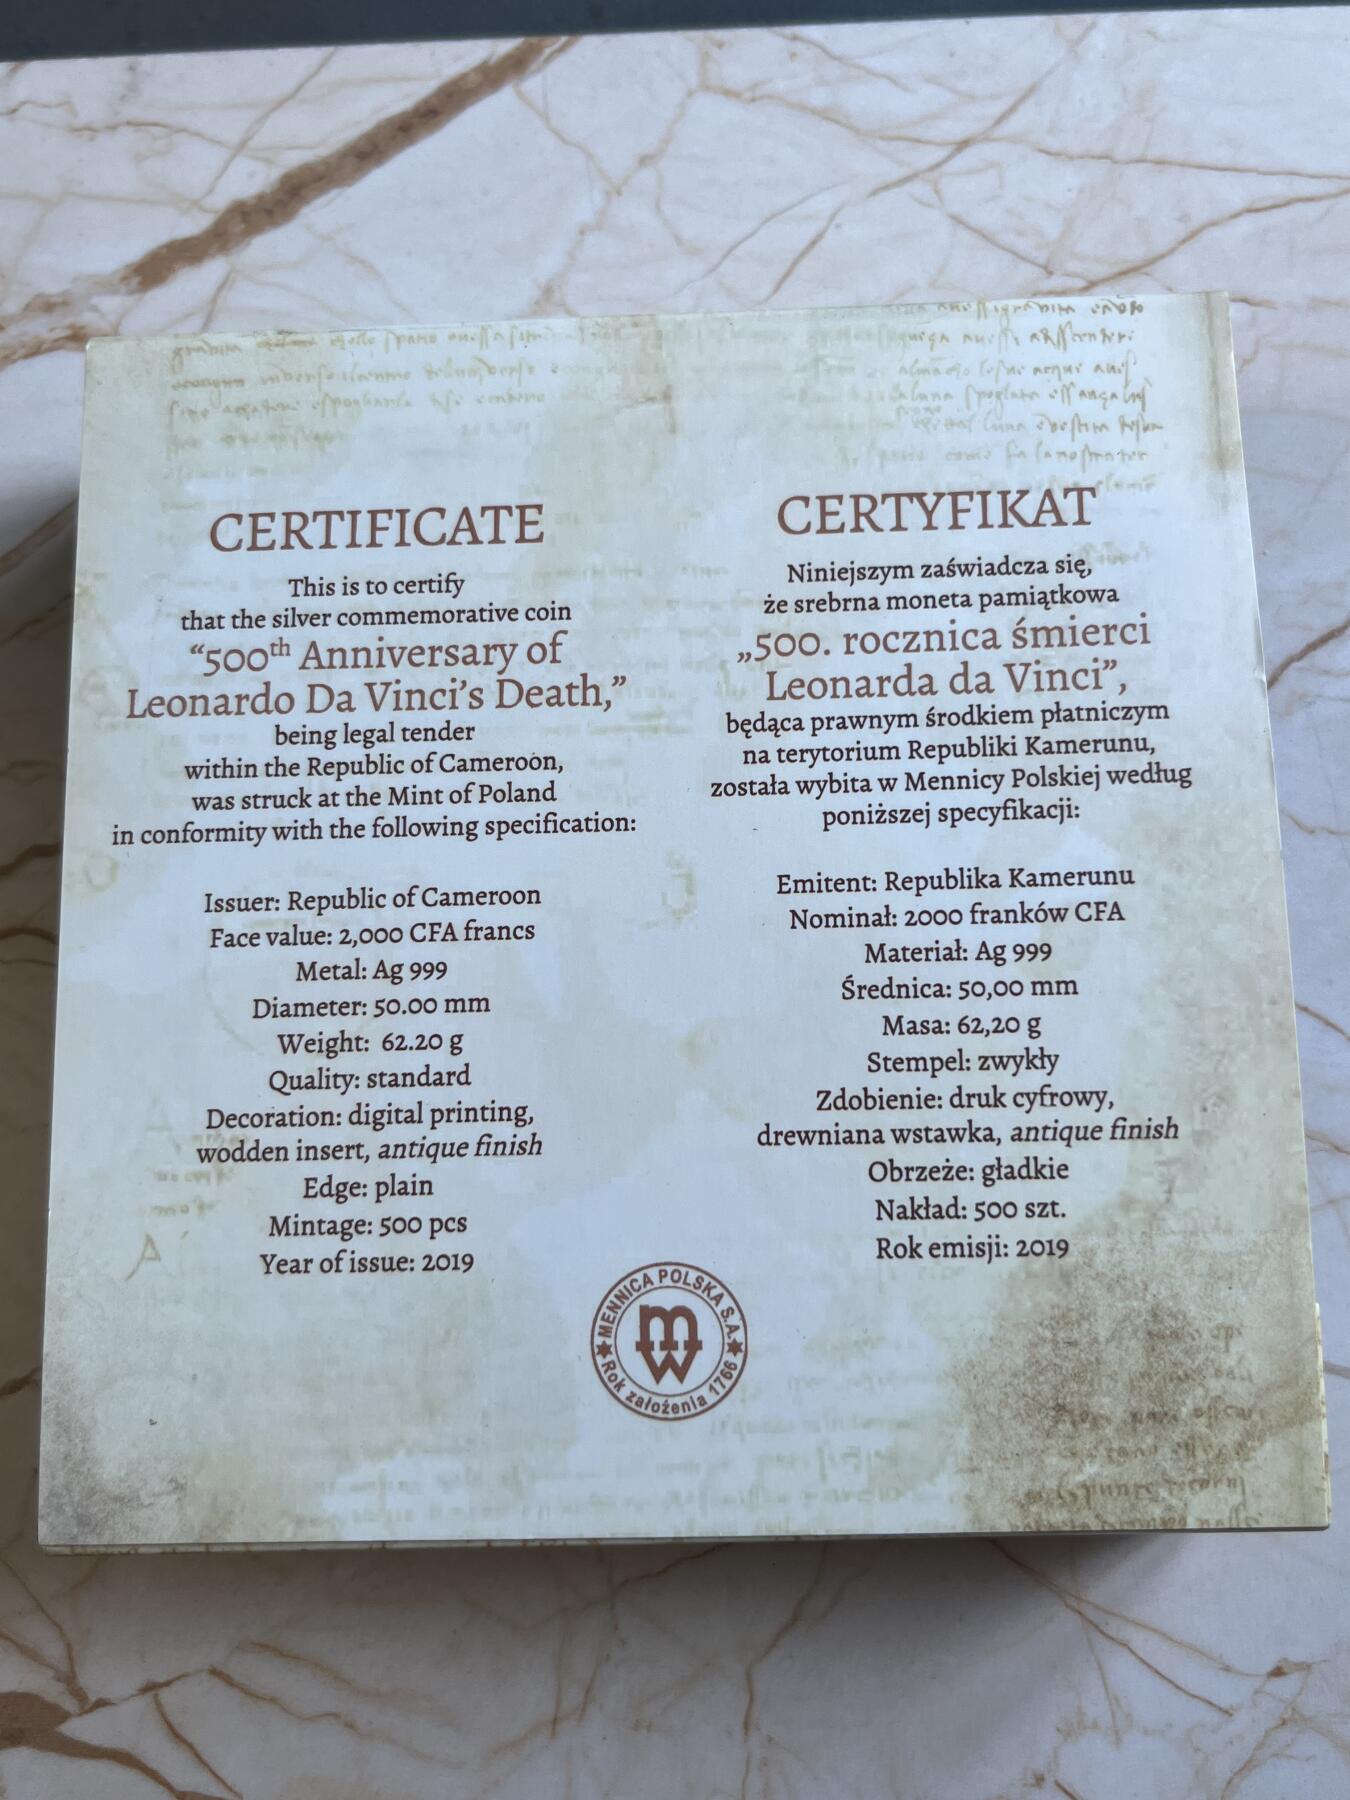 CERTIFICATE
This is to certify
that the silver commemorative coin
“500th Anniversary of
Leonardo Da Vinci’s Death,”
being legal tender
within the Republic of Cameroon,
was struck at the Mint of Poland
in conformity with the following specification:
Issuer: Republic of Cameroon
Face value: 2,000 CFA francs
Metal: Ag 999
Diameter: 50.00 mm
Weight: 62.20 g
Quality: standard
Decoration: digital printing,
wodden insert, antique finish
Edge: plain
Mintage: 500 pcs
Year of issue: 2019
CERTYFIKAT
Niniejszym zaświadcza się,
że srebrna moneta pamiątkowa
„500. rocznica śmierci
Leonarda da Vinci”,
będąca prawnym środkiem płatniczym
na terytorium Republiki Kamerunu,
została wybita w Mennicy Polskiej według
poniższej specyfikacji:
Emitent: Republika Kamerunu
Nominał: 2000 franków CFA
Materiał: Ag 999
Średnica: 50,00 mm
Masa: 62,20 g
Stempel: zwykły
Zdobienie: druk cyfrowy,
drewniana wstawka, antique finish
Obrzeże: gładkie
Nakład: 500 szt.
Rok emisji: 2019
MENNICA POLSKA S.A.
mw
Rok założenia 1766